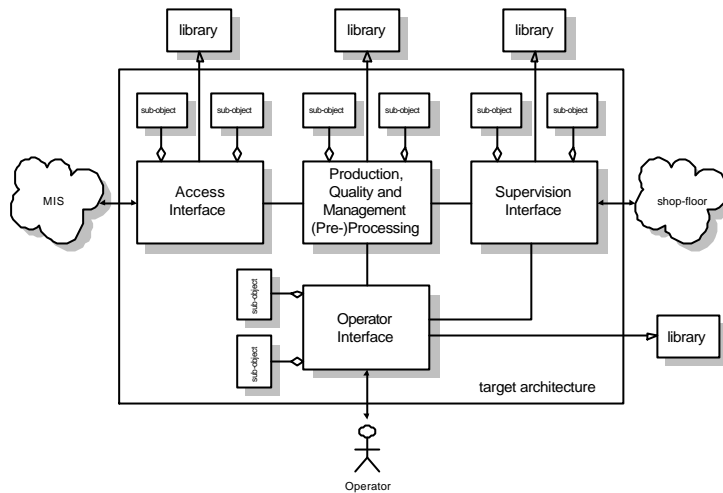 library
library
library
sub-object
sub-object
sub-object
sub-object
sub-object
sub-object
MIS
Access
Interface
Production,
Quality and
Management
(Pre-)Processing
Supervision
Interface
shop-floor
sub-object
sub-object
Operator
Interface
library
target architecture
Operator